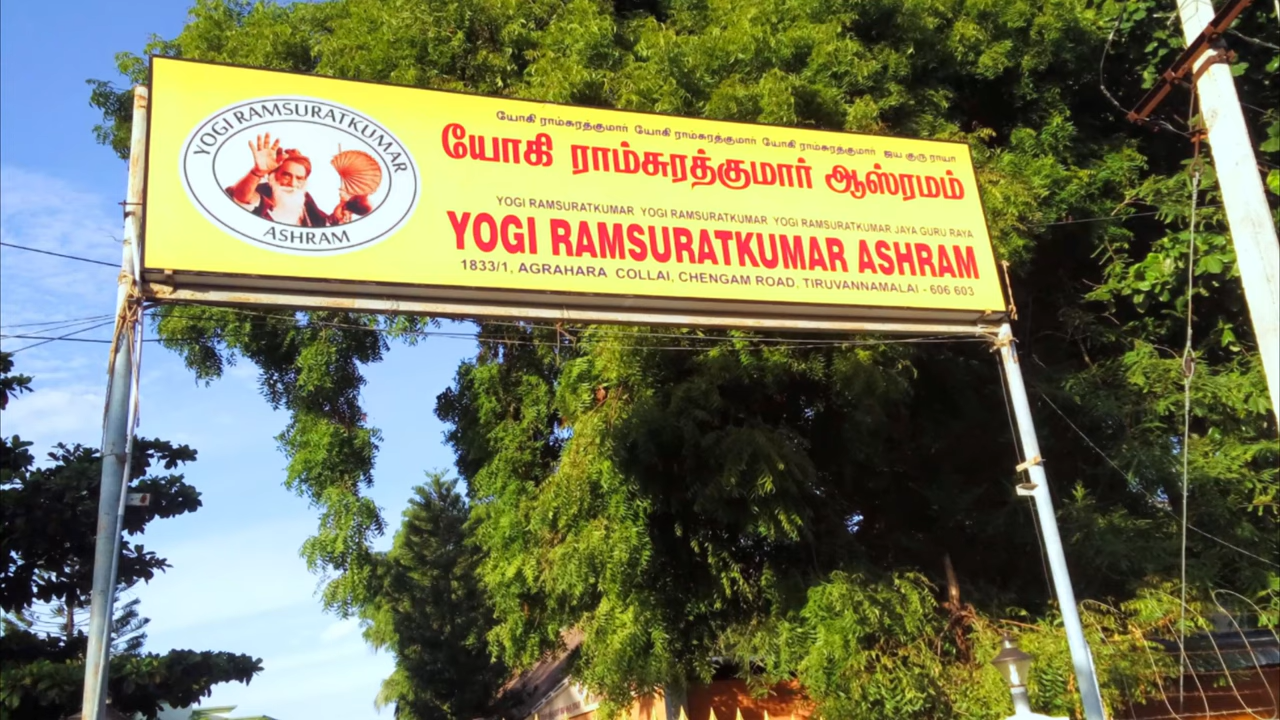 YOGI RAMSURATKUMAR
ASHRAM
யோகி ராம்சுரத்குமார் யோகி ராம்சுரத்குமார் யோகி ராம்சுரத்குமார் ஜய குரு ராயா
யோகி ராம்சுரத்குமார் ஆஸ்ரமம்
YOGI RAMSURATKUMAR YOGI RAMSURATKUMAR YOGI RAMSURATKUMAR JAYA GURU RAYA
YOGI RAMSURATKUMAR ASHRAM
1833/1, AGRAHARA COLLAI, CHENGAM ROAD, TIRUVANNAMALAI - 606 603